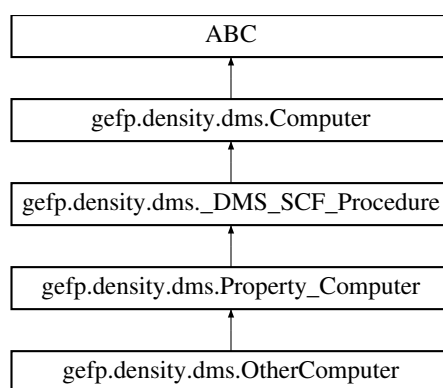 ABC
gefp.density.dms.Computer
gefp.density.dms._DMS_SCF_Procedure
gefp.density.dms.Property_Computer
gefp.density.dms.OtherComputer